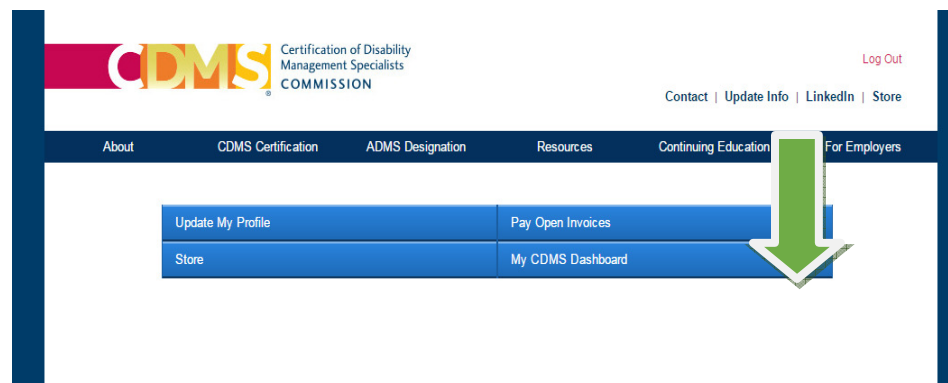 CDMS®
Certification of Disability
Management Specialists
COMMISSION
Log Out
Contact | Update Info | LinkedIn | Store
About CDMS Certification ADMS Designation Resources Continuing Education For Employers
Update My Profile Pay Open Invoices
Store My CDMS Dashboard